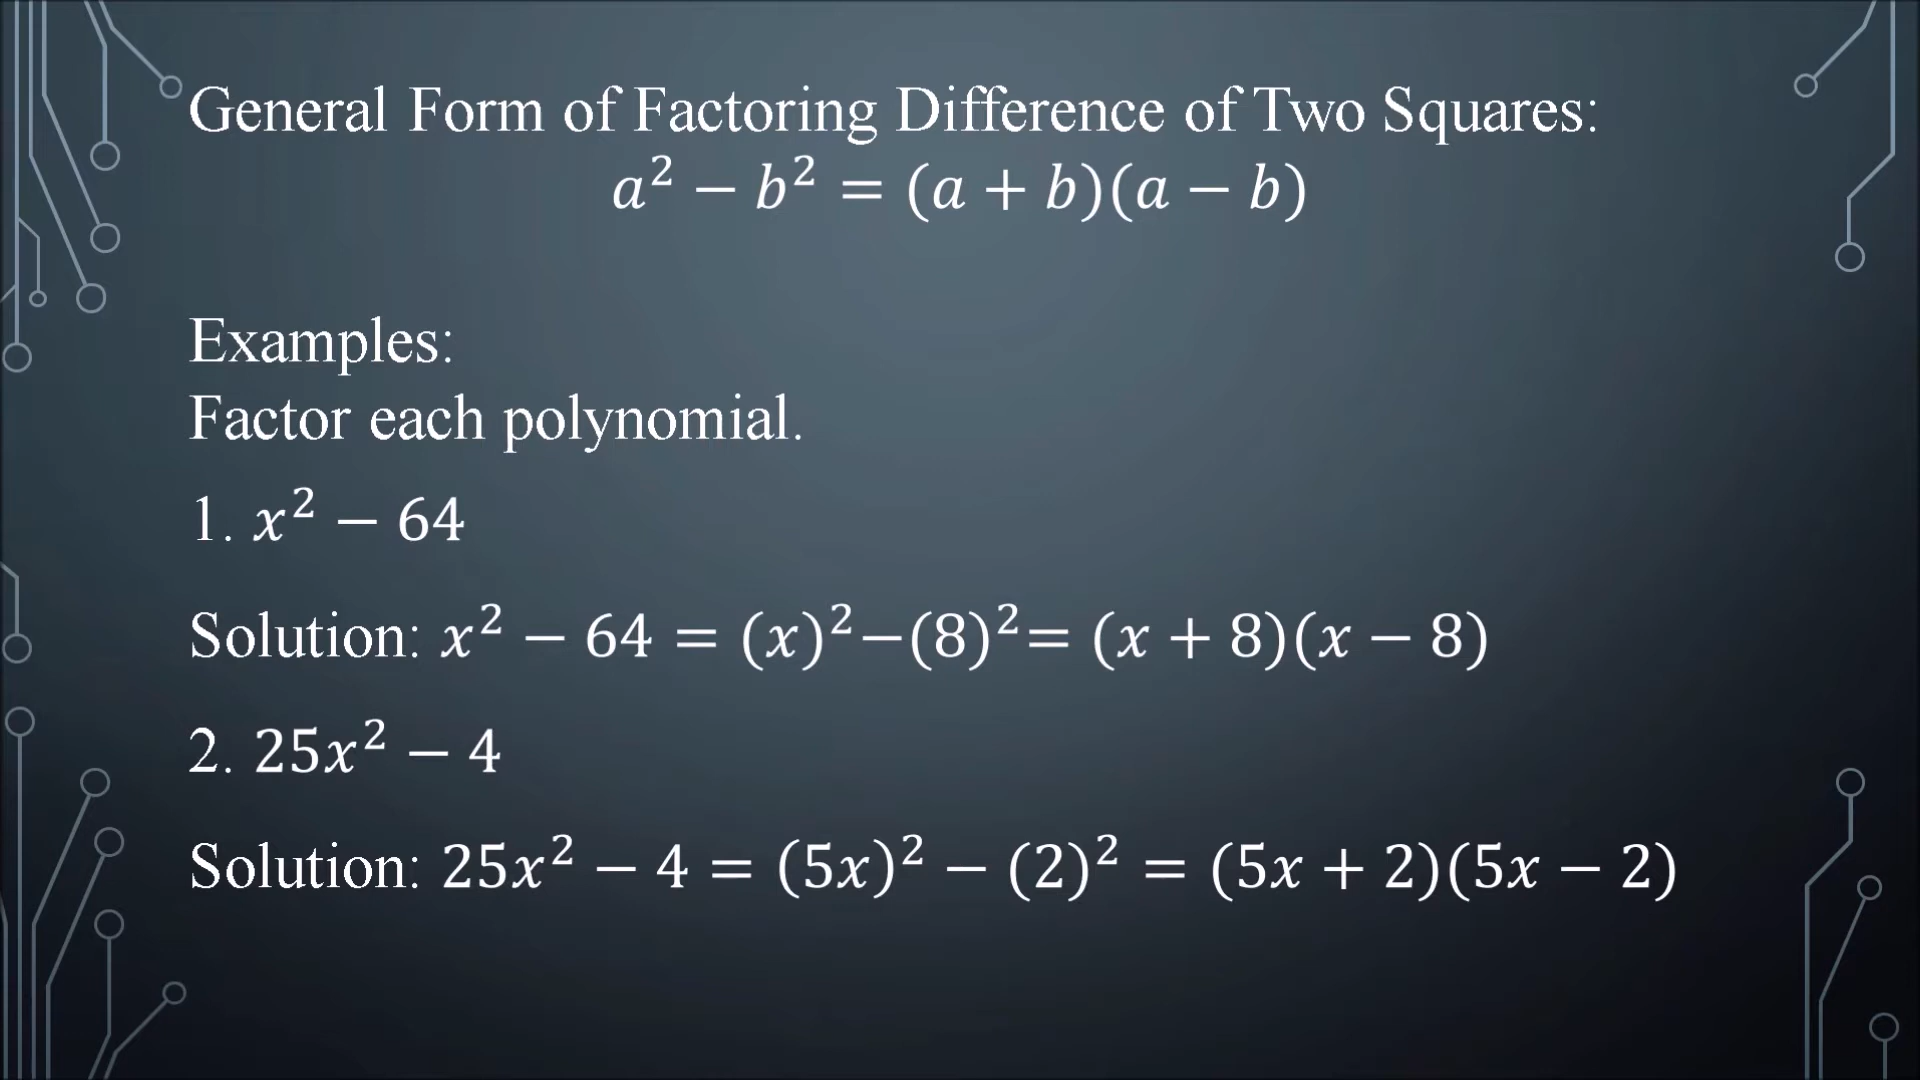 General Form of Factoring Difference of Two Squares:
a² − b² = (a + b)(a − b)
Examples:
Factor each polynomial.
1. x² − 64
Solution: x² − 64 = (x)²−(8)²= (x + 8)(x − 8)
2. 25x² − 4
Solution: 25x² − 4 = (5x)² − (2)² = (5x + 2)(5x − 2)